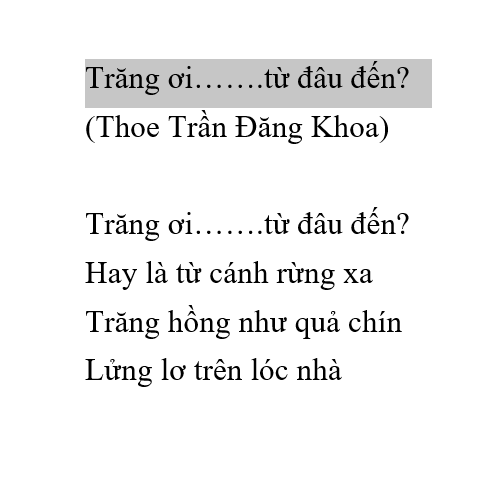 Trăng ơi…….từ đâu đến?
(Thoe Trần Đăng Khoa)
Trăng ơi…….từ đâu đến?
Hay là từ cánh rừng xa
Trăng hồng như quả chín
Lửng lơ trên lóc nhà